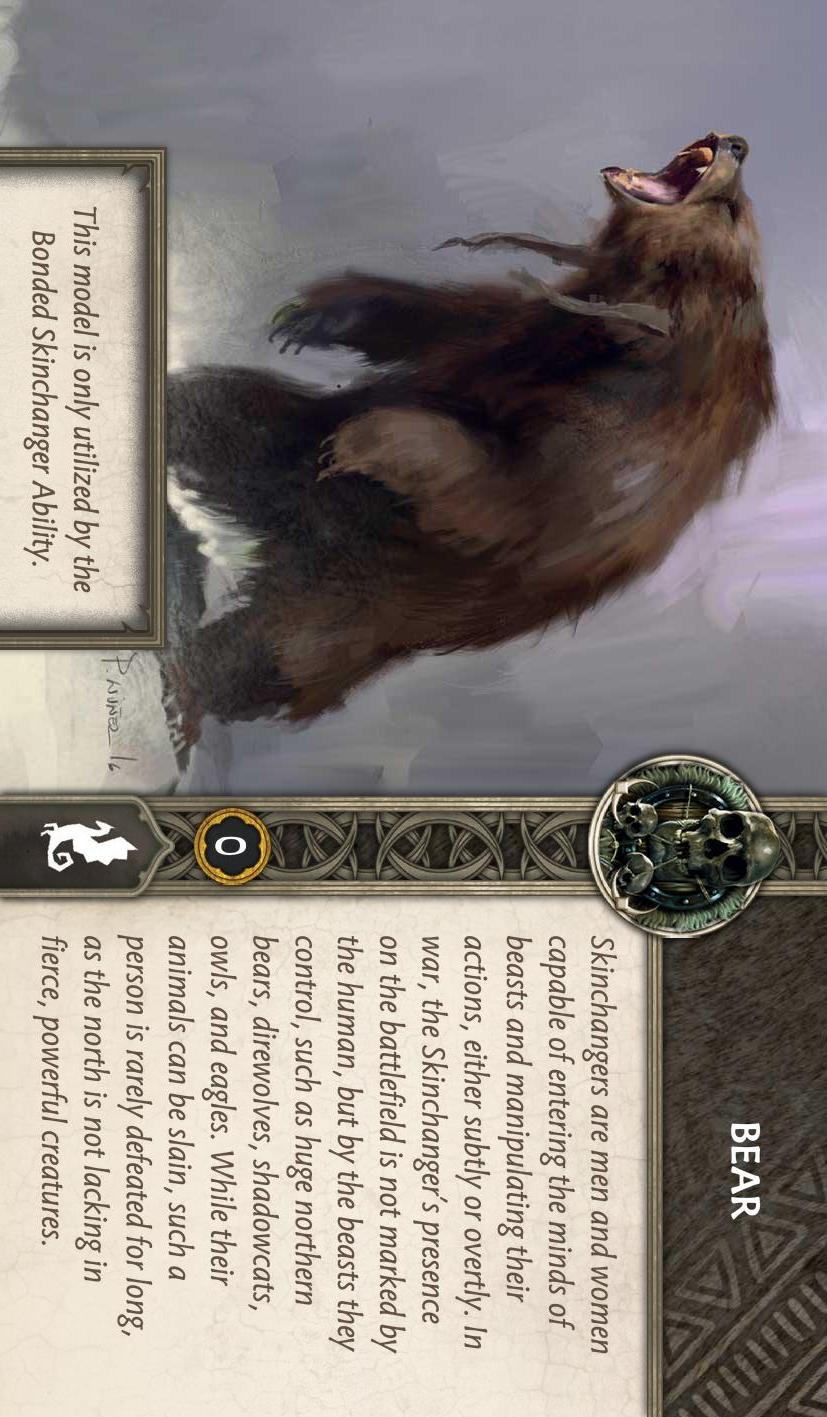 BEAR
Skinchangers are men and women
capable of entering the minds of
beasts and manipulating their
actions, either subtly or overtly. In
war, the Skinchanger's presence
on the battlefield is not marked by
the human, but by the beasts they
control, such as huge northern
bears, direwolves, shadowcats,
owls, and eagles. While their
animals can be slain, such a
person is rarely defeated for long,
as the north is not lacking in
fierce, powerful creatures.
0
This model is only utilized by the
Bonded Skinchanger Ability.
P. NUÑEZ 16